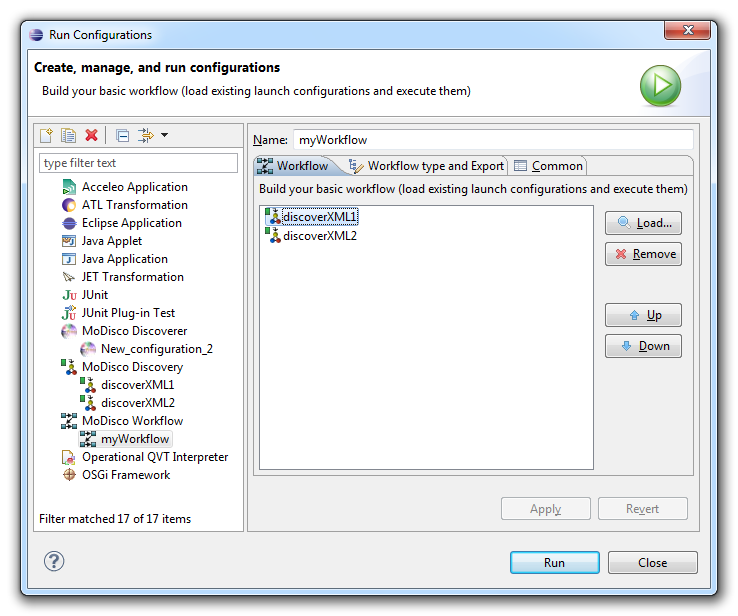 Run Configurations
Create, manage, and run configurations
Build your basic workflow (load existing launch configurations and execute them)
type filter text
Acceleo Application
ATL Transformation
Eclipse Application
Java Applet
Java Application
JET Transformation
JUnit
JUnit Plug-in Test
MoDisco Discoverer
New_configuration_2
MoDisco Discovery
discoverXML1
discoverXML2
MoDisco Workflow
myWorkflow
Operational QVT Interpreter
OSGi Framework
Filter matched 17 of 17 items
Name: myWorkflow
Workflow Workflow type and Export Common
Build your basic workflow (load existing launch configurations and execute them)
discoverXML1
discoverXML2
Load...
Remove
Up
Down
Apply Revert
Run Close